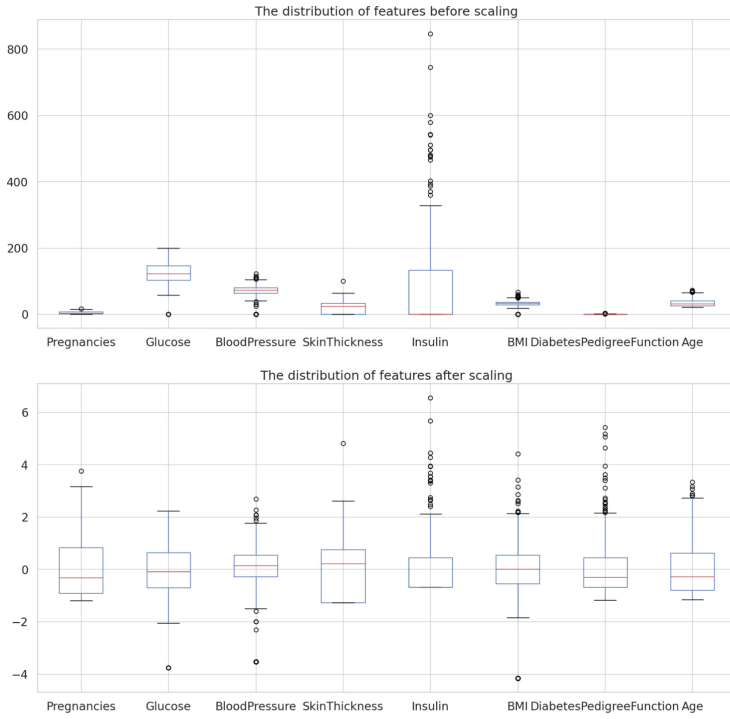 The distribution of features before scaling
800
600
400
200
0
Pregnancies Glucose BloodPressure SkinThickness Insulin BMI DiabetesPedigreeFunction Age
The distribution of features after scaling
6
4
2
0
−2
−4
Pregnancies Glucose BloodPressure SkinThickness Insulin BMI DiabetesPedigreeFunction Age